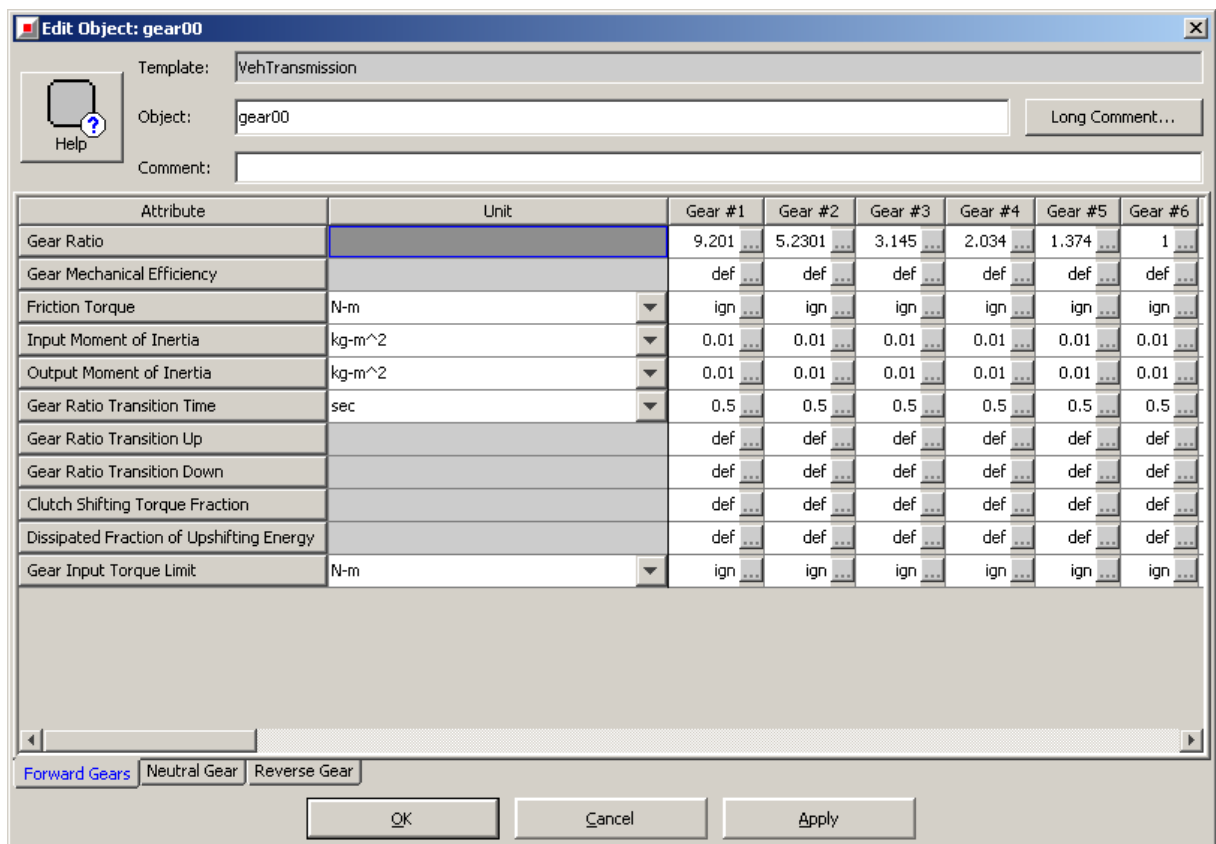 Edit Object: gear00
Template: VehTransmission
Help
Object: gear00 Long Comment...
Comment:
Attribute Unit Gear #1 Gear #2 Gear #3 Gear #4 Gear #5 Gear #6
Gear Ratio 9.201 ... 5.2301 ... 3.145 ... 2.034 ... 1.374 ... 1 ...
Gear Mechanical Efficiency def ... def ... def ... def ... def ... def ...
Friction Torque N-m ign ... ign ... ign ... ign ... ign ... ign ...
Input Moment of Inertia kg-m^2 0.01 ... 0.01 ... 0.01 ... 0.01 ... 0.01 ... 0.01 ...
Output Moment of Inertia kg-m^2 0.01 ... 0.01 ... 0.01 ... 0.01 ... 0.01 ... 0.01 ...
Gear Ratio Transition Time sec 0.5 ... 0.5 ... 0.5 ... 0.5 ... 0.5 ... 0.5 ...
Gear Ratio Transition Up def ... def ... def ... def ... def ... def ...
Gear Ratio Transition Down def ... def ... def ... def ... def ... def ...
Clutch Shifting Torque Fraction def ... def ... def ... def ... def ... def ...
Dissipated Fraction of Upshifting Energy def ... def ... def ... def ... def ... def ...
Gear Input Torque Limit N-m ign ... ign ... ign ... ign ... ign ... ign ...
Forward Gears Neutral Gear Reverse Gear
OK Cancel Apply